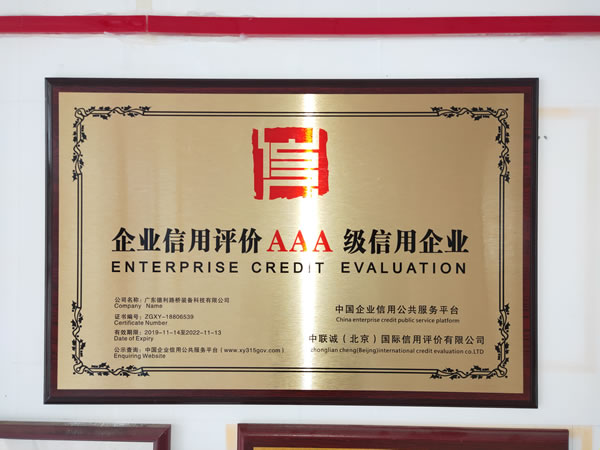 信
企业信用评价AAA级信用企业
ENTERPRISE CREDIT EVALUATION
公司名称：广东盛利路桥装备科技有限公司
Company Name
证书编号：ZGXY-18806539
Certificate Number
有效期限：2019-11-14至2022-11-13
Date of Expiry
公示查询：中国企业信用公共服务平台（www.xy315gov.com）
Enquiring Website
中国企业信用公共服务平台
China enterprise credit public service platform
中联诚（北京）国际信用评价有限公司
zhonglian cheng(Beijing)international credit evaluation co.LTD